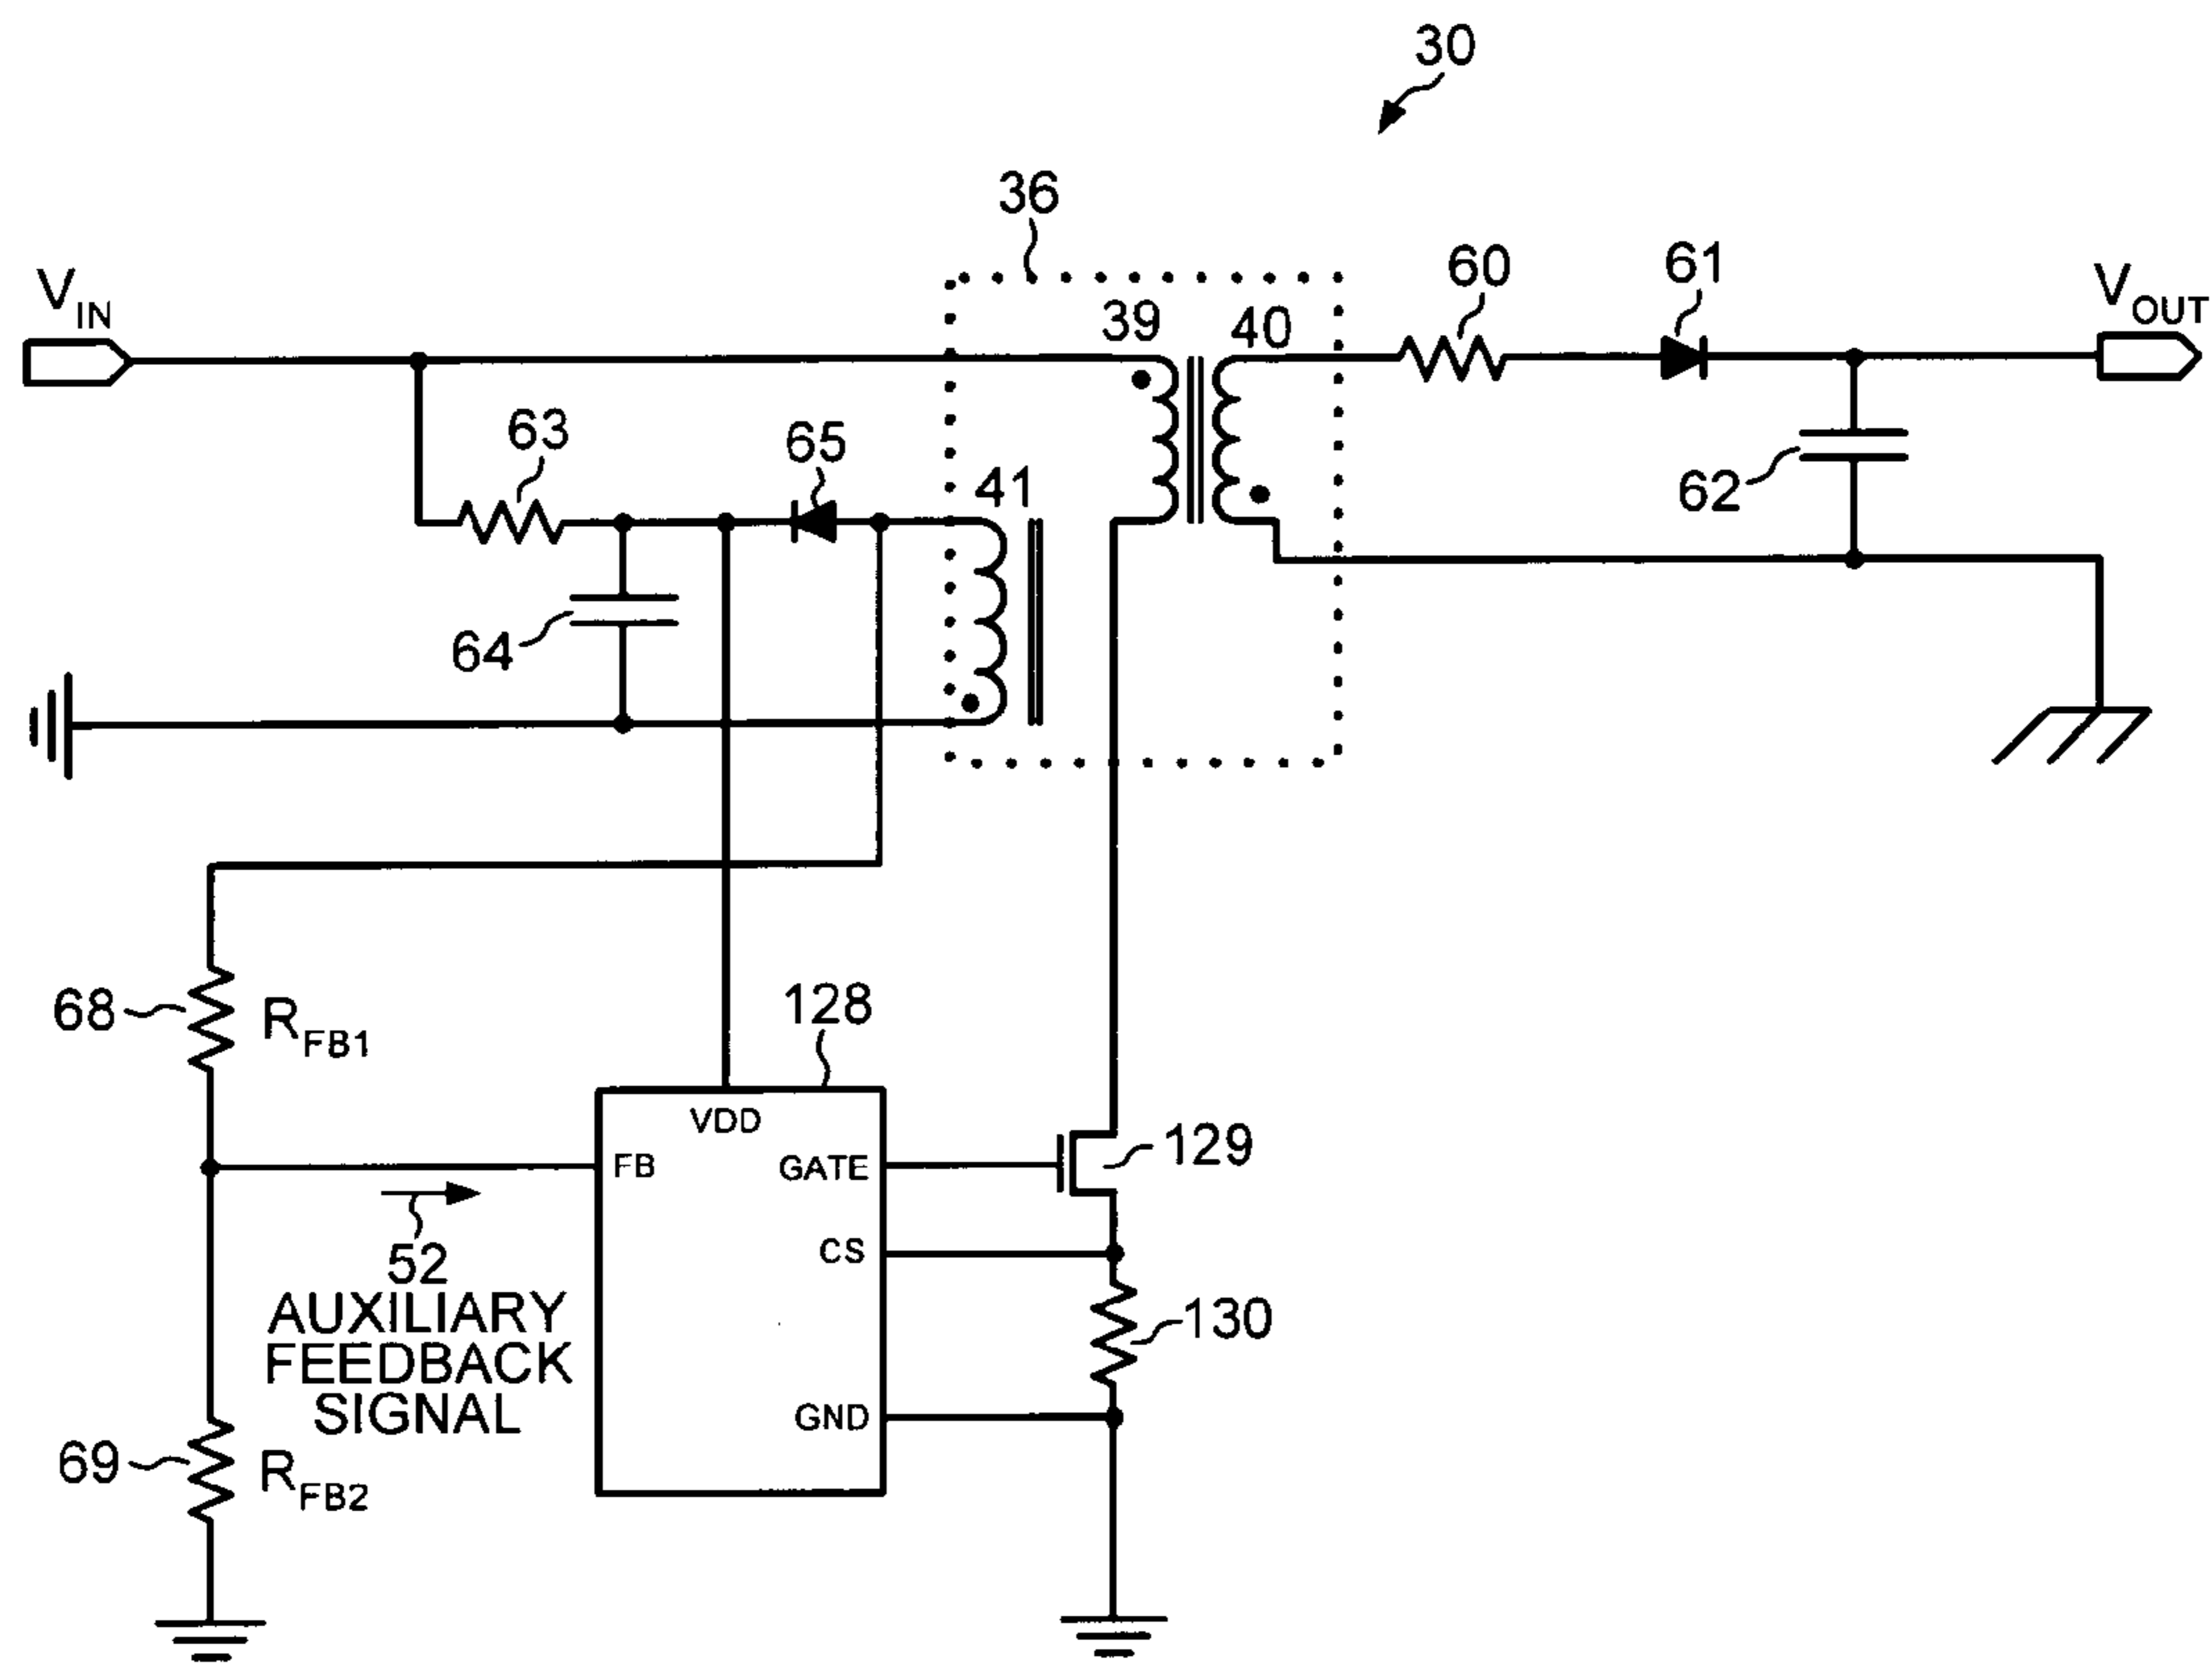 30
36
V IN
39
40
60
61
V OUT
63
65
41
62
64
68
R FB1
128
VDD
FB
GATE
129
52
AUXILIARY
FEEDBACK
SIGNAL
CS
130
GND
69
R FB2